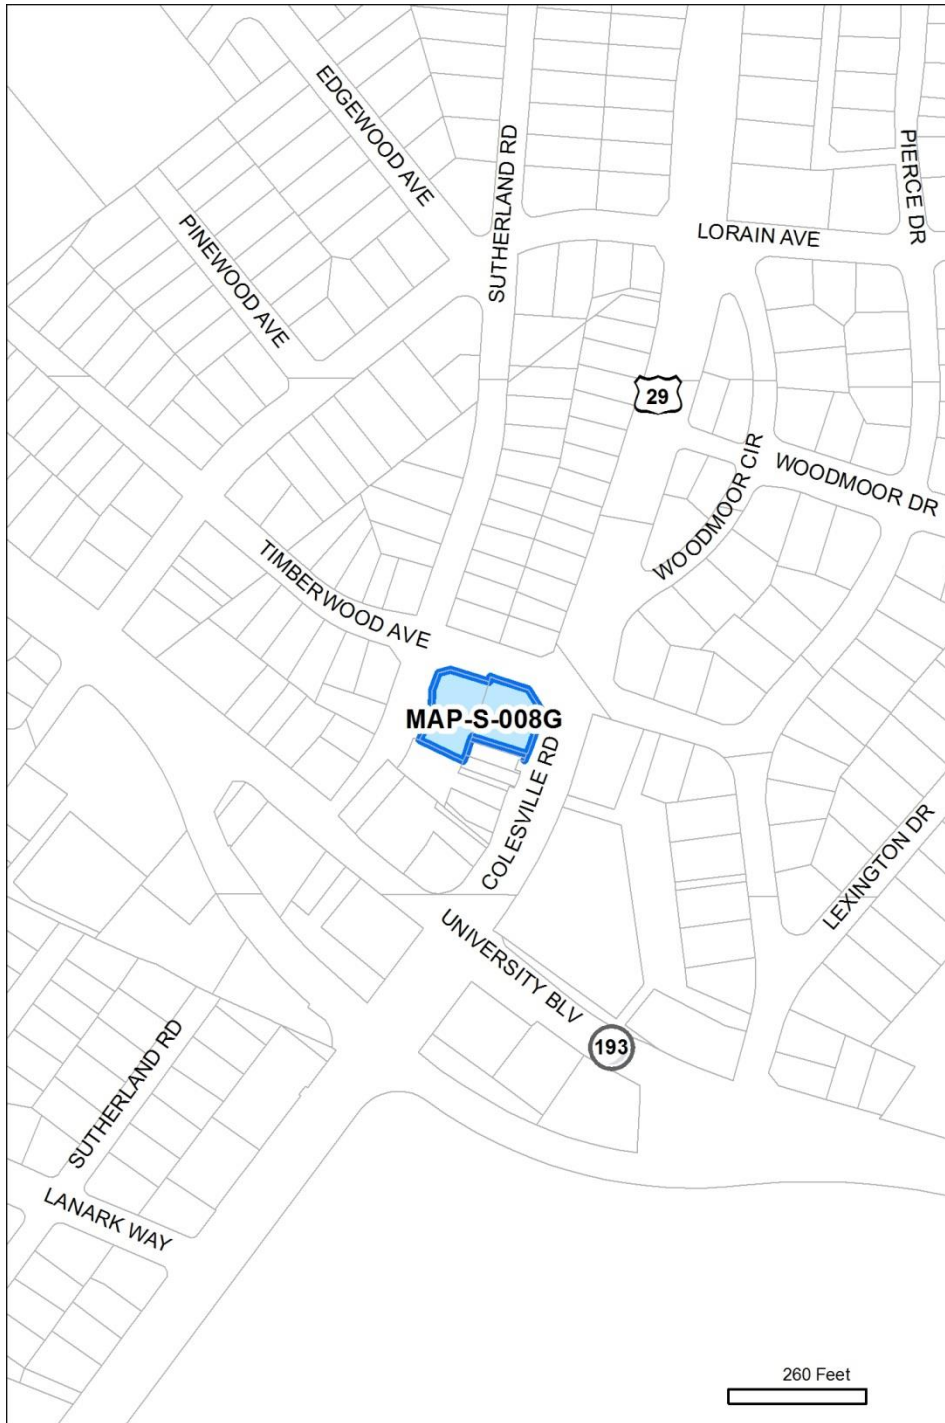 EDGEWOOD AVE
SUTHERLAND RD
PIERCE DR
PINEWOOD AVE
LORAIN AVE
29
WOODMOOR CIR
WOODMOOR DR
TIMBERWOOD AVE
MAP-S-008G
COLESVILLE RD
LEXINGTON DR
UNIVERSITY BLV
193
SUTHERLAND RD
LANARK WAY
260 Feet